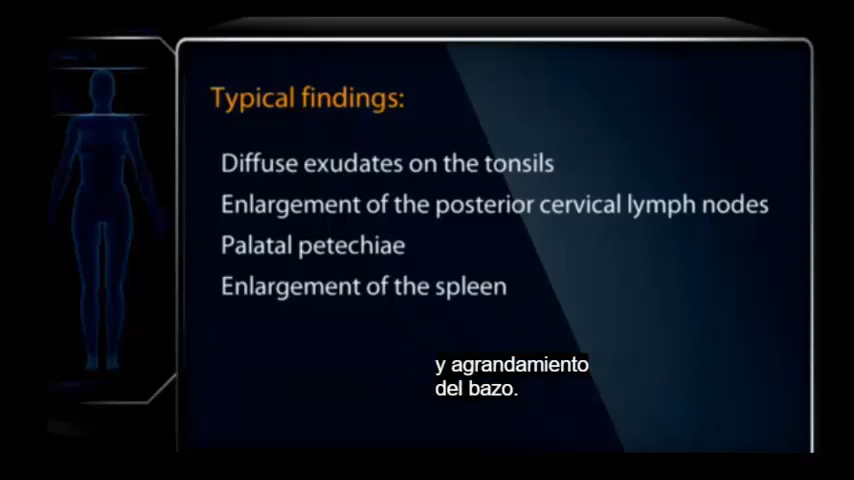 Typical findings:
Diffuse exudates on the tonsils
Enlargement of the posterior cervical lymph nodes
Palatal petechiae
Enlargement of the spleen
y agrandamiento
del bazo.